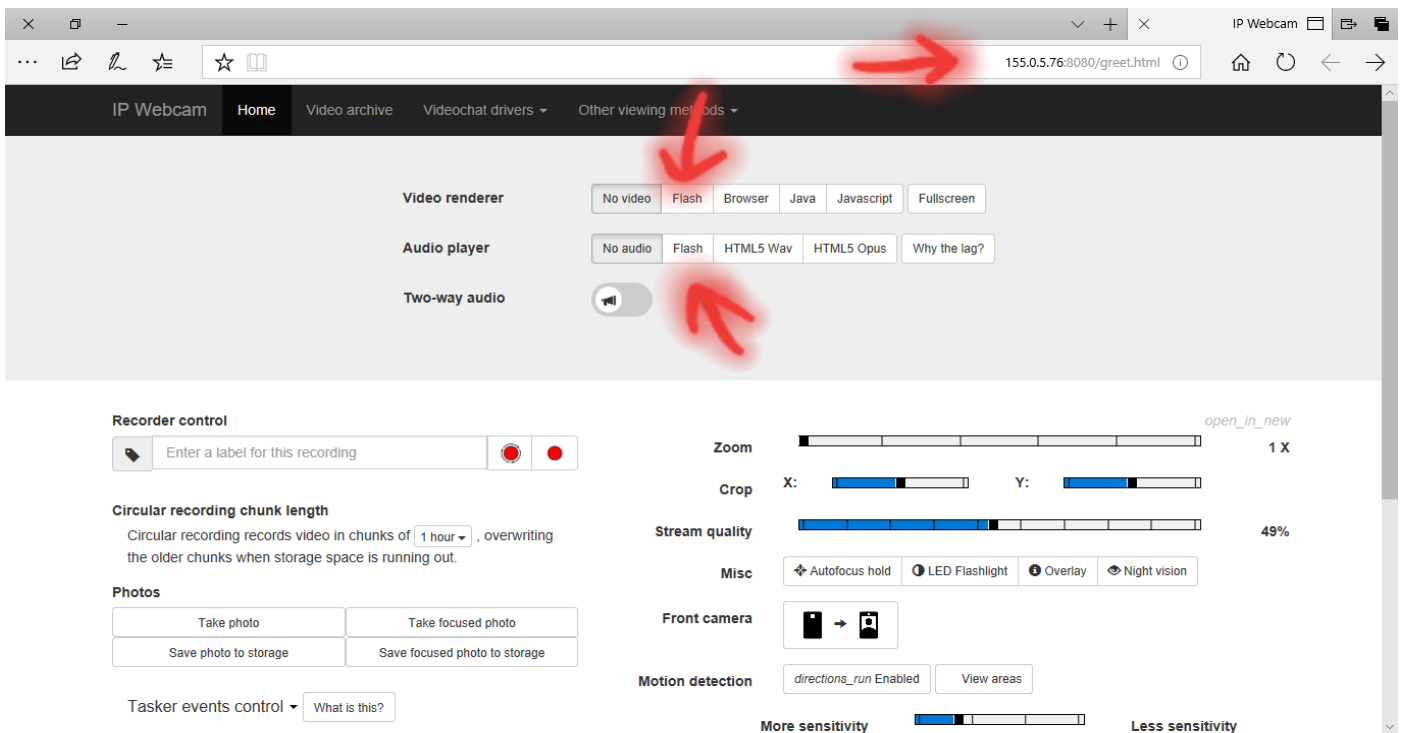 IP Webcam
155.0.5.76:8080/greet.html
IP Webcam Home Video archive Videochat drivers Other viewing methods
Video renderer No video Flash Browser Java Javascript Fullscreen
Audio player No audio Flash HTML5 Wav HTML5 Opus Why the lag?
Two-way audio
Recorder control
Enter a label for this recording
Circular recording chunk length
Circular recording records video in chunks of 1 hour , overwriting
the older chunks when storage space is running out.
Photos
Take photo Take focused photo
Save photo to storage Save focused photo to storage
Tasker events control What is this?
open_in_new
Zoom 1 X
Crop X: Y:
Stream quality 49%
Misc Autofocus hold LED Flashlight Overlay Night vision
Front camera
Motion detection directions_run Enabled View areas
More sensitivity Less sensitivity